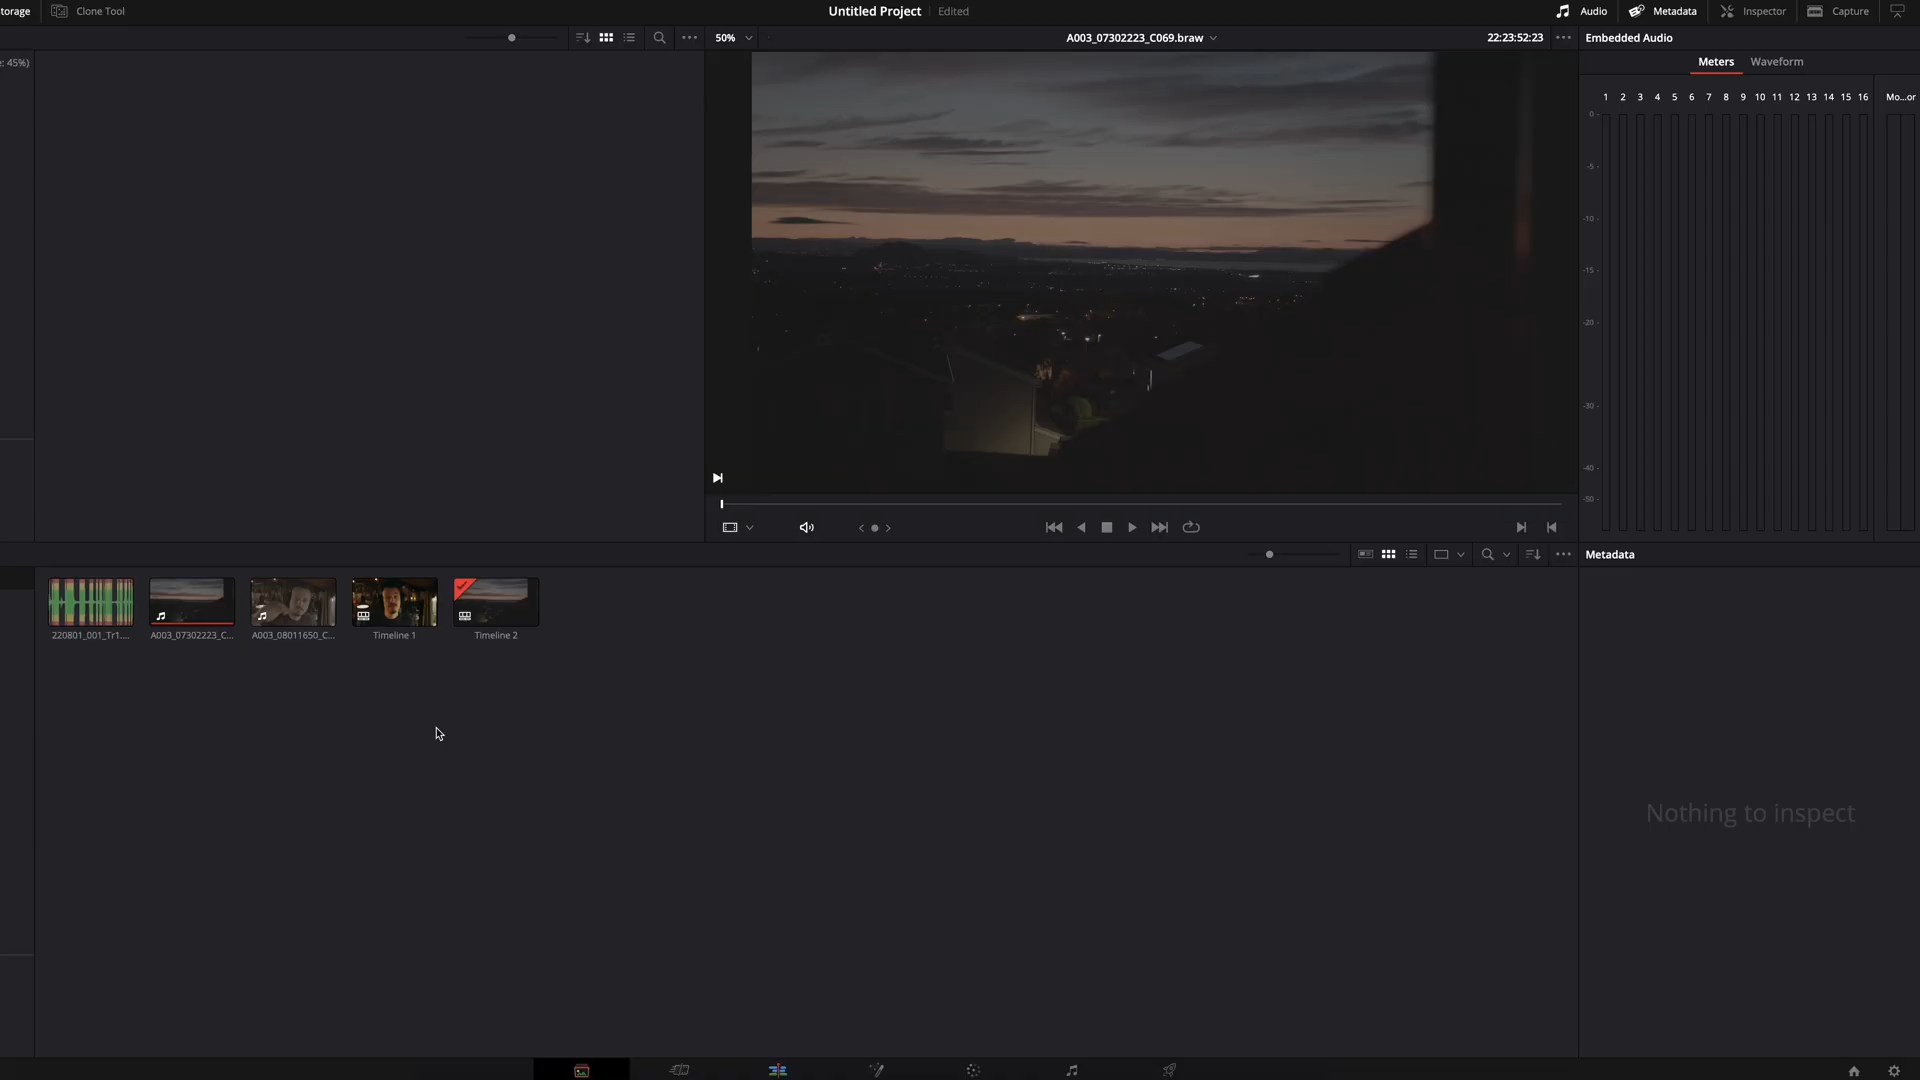 torage
Clone Tool
Untitled Project
Edited
Audio
Metadata
Inspector
Capture
50%
A003_07302223_C069.braw
22:23:52:23
Embedded Audio
: 45%)
Meters
Waveform
1 2 3 4 5 6 7 8 9 10 11 12 13 14 15 16 Mo...or
0 -
-5 -
-10 -
-15 -
-20 -
-30 -
-40 -
-50 -
Metadata
220801_001_Tr1....
A003_07302223_C...
A003_08011650_C...
Timeline 1
Timeline 2
Nothing to inspect